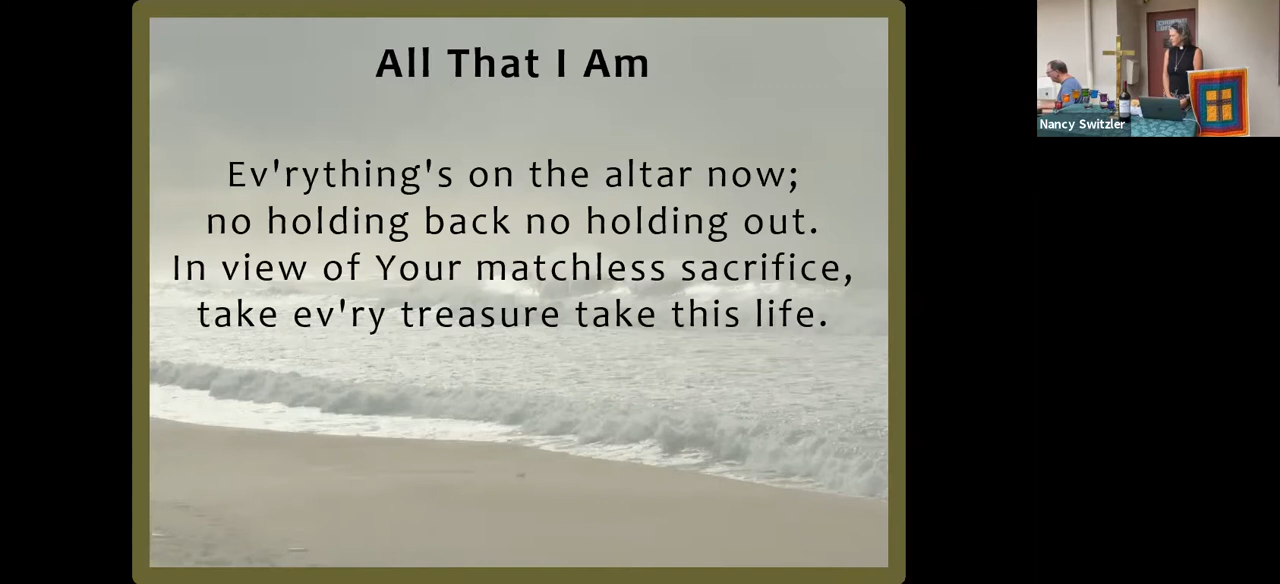 All That I Am
Ev'rything's on the altar now;
no holding back no holding out.
In view of Your matchless sacrifice,
take ev'ry treasure take this life.
Nancy Switzler